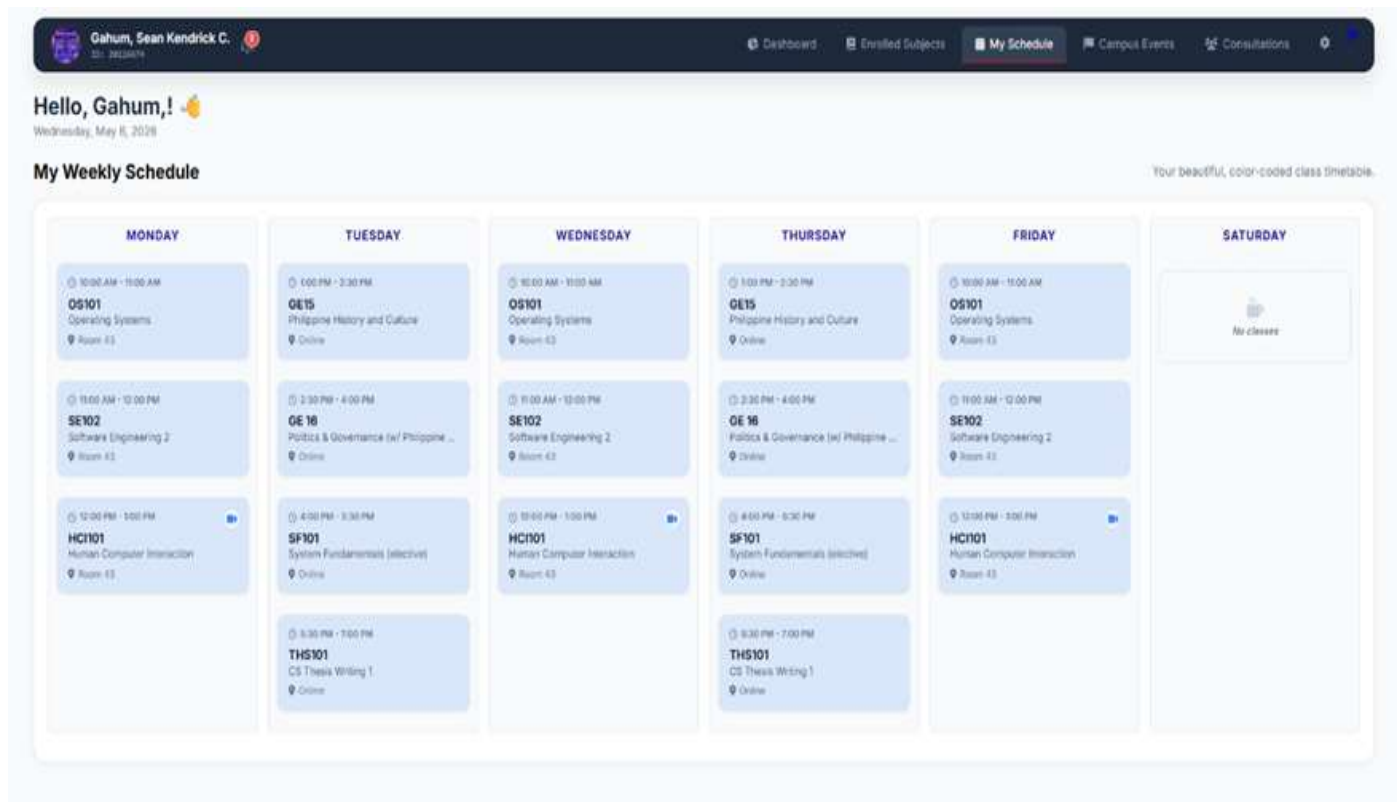 Gahum, Sean Kendrick C.
Dashboard
Enrolled Subjects
My Schedule
Campus Events
Consultations
Hello, Gahum,!
Wednesday, May 6, 2026
My Weekly Schedule
Your beautiful, color-coded class timetable.
MONDAY
10:00 AM - 11:00 AM
OS101
Operating Systems
Room 43
11:00 AM - 12:00 PM
SE102
Software Engineering 2
Room 43
12:00 PM - 1:00 PM
HCI101
Human Computer Interaction
Room 43
TUESDAY
1:00 PM - 2:30 PM
GE15
Philippine History and Culture
Online
2:30 PM - 4:00 PM
GE 16
Politics & Governance (w/ Philippine ...
Online
4:00 PM - 5:30 PM
SF101
System Fundamentals (elective)
Online
5:30 PM - 7:00 PM
THS101
CS Thesis Writing 1
Online
WEDNESDAY
10:00 AM - 11:00 AM
OS101
Operating Systems
Room 43
11:00 AM - 12:00 PM
SE102
Software Engineering 2
Room 43
12:00 PM - 1:00 PM
HCI101
Human Computer Interaction
Room 43
THURSDAY
1:00 PM - 2:30 PM
GE15
Philippine History and Culture
Online
2:30 PM - 4:00 PM
GE 16
Politics & Governance (w/ Philippine ...
Online
4:00 PM - 5:30 PM
SF101
System Fundamentals (elective)
Online
5:30 PM - 7:00 PM
THS101
CS Thesis Writing 1
Online
FRIDAY
10:00 AM - 11:00 AM
OS101
Operating Systems
Room 43
11:00 AM - 12:00 PM
SE102
Software Engineering 2
Room 43
12:00 PM - 1:00 PM
HCI101
Human Computer Interaction
Room 43
SATURDAY
No classes